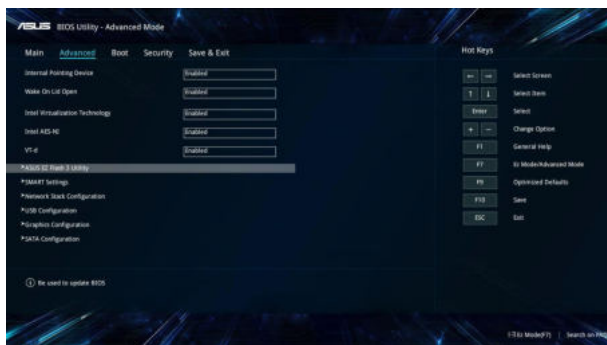 ASUS BIOS Utility - Advanced Mode
Main Advanced Boot Security Save & Exit
Hot Keys
Internal Pointing Device [Enabled]
Wake On Lid Open [Enabled]
Intel Virtualization Technology [Enabled]
Intel AES-NI [Enabled]
VT-d [Enabled]
▶ASUS EZ Flash 3 Utility
▶SMART Settings
▶Network Stack Configuration
▶USB Configuration
▶Graphics Configuration
▶SATA Configuration
← → Select Screen
↑ ↓ Select Item
Enter Select
+ - Change Option
F1 General Help
F7 Ez Mode/Advanced Mode
F9 Optimized Defaults
F10 Save
ESC Exit
Be used to update BIOS
Ez Mode(F7) | Search on FAQ